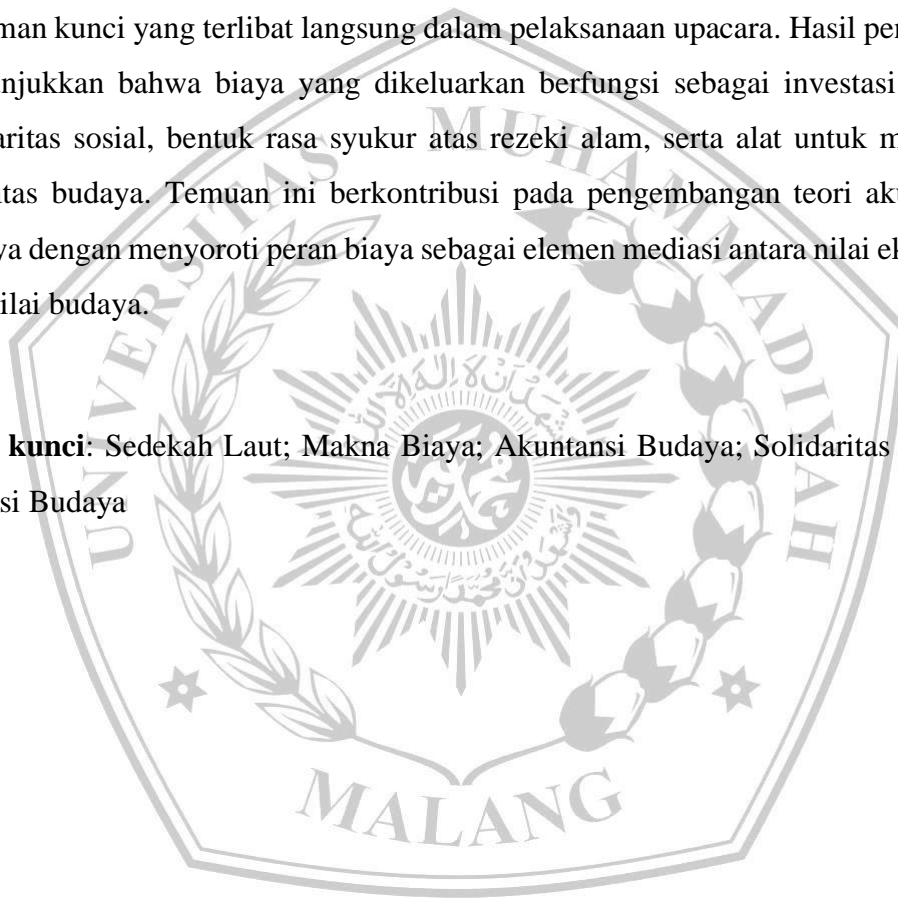 man kunci yang terlibat langsung dalam pelaksanaan upacara. Hasil per
njukkan bahwa biaya yang dikeluarkan berfungsi sebagai investasi
aritas sosial, bentuk rasa syukur atas rezeki alam, serta alat untuk m
itas budaya. Temuan ini berkontribusi pada pengembangan teori aku
ya dengan menyoroti peran biaya sebagai elemen mediasi antara nilai ek
ilai budaya.
kunci: Sedekah Laut; Makna Biaya; Akuntansi Budaya; Solidaritas
si Budaya
UNIVERSITAS MUHAMMADIYAH
MALANG